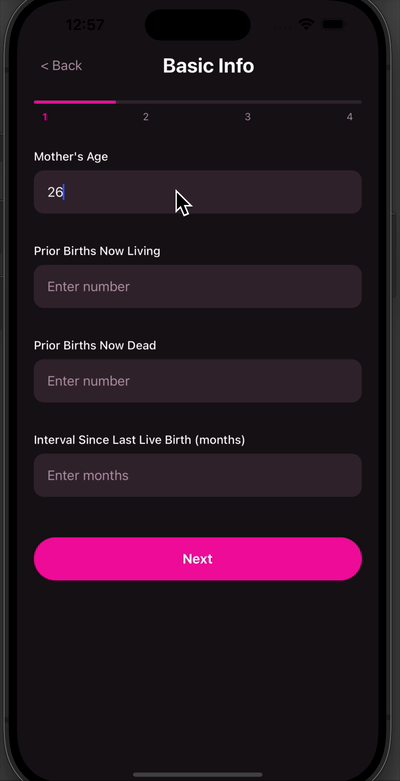 12:57
< Back
Basic Info
1 2 3 4
Mother's Age
26
Prior Births Now Living
Enter number
Prior Births Now Dead
Enter number
Interval Since Last Live Birth (months)
Enter months
Next